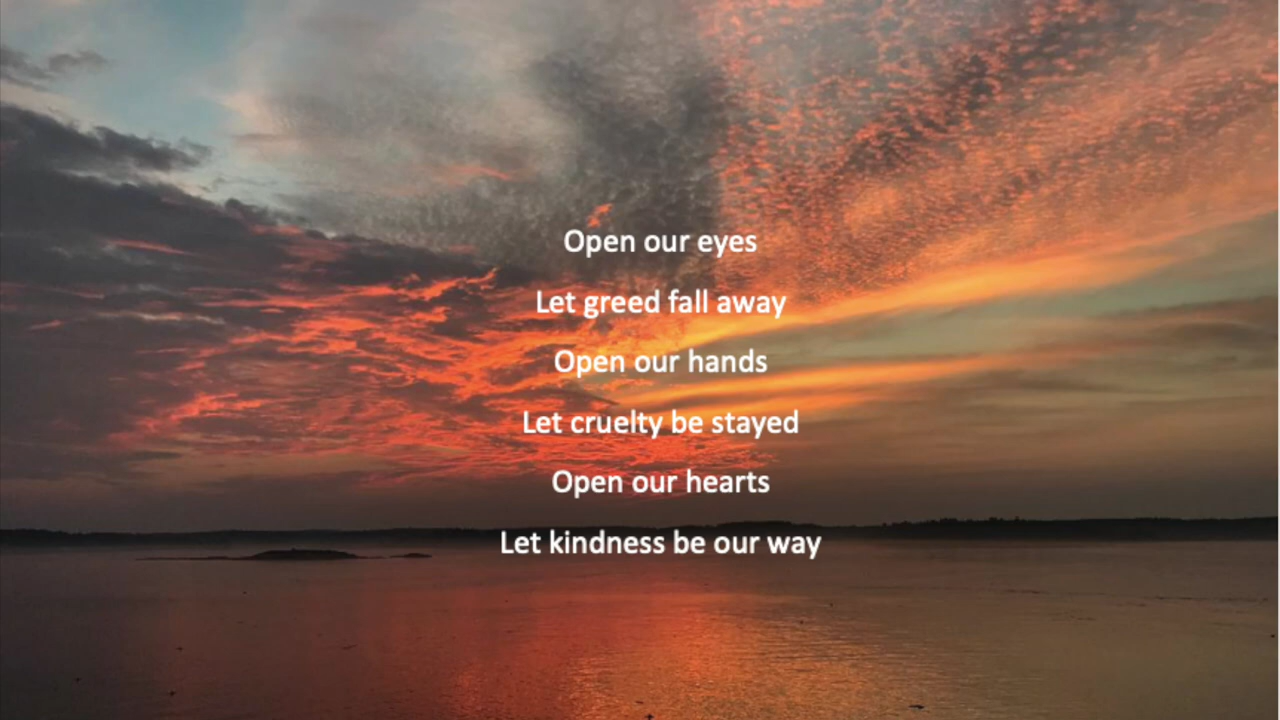 Open our eyes
Let greed fall away
Open our hands
Let cruelty be stayed
Open our hearts
Let kindness be our way